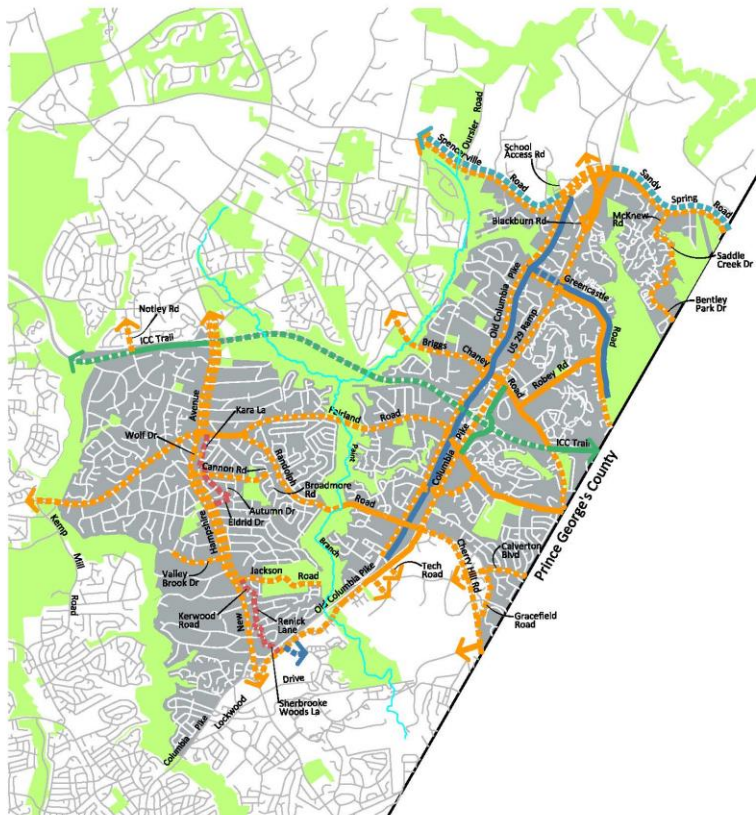 Oursler Road
Spencerville Road
School Access Rd
Sandy Spring Road
Blackburn Rd
McKnew
Rd
Saddle
Creek Dr
Bentley
Park Dr
Old Columbia Pike
Greencastle Road
US 29 Ramp
Notley Rd
ICC Trail
Briggs Chaney Road
Robey Rd
Avenue
Kara La
Fairland Road
Wolf Dr
Cannon Rd
Randolph Road
Broadmore
Rd
Paint Branch
Columbia Pike
ICC Trail
Prince George's County
Autumn Dr
Eldrid Dr
Kemp Mill Road
Hampshire
Valley
Brook Dr
Jackson Road
Old Columbia Pike
Tech
Road
Cherry Hill Rd
Calverton
Blvd
Kerwood
Road
Renick
Lane
New
Gracefield
Road
Lockwood Drive
Sherbrooke
Woods La
Columbia Pike